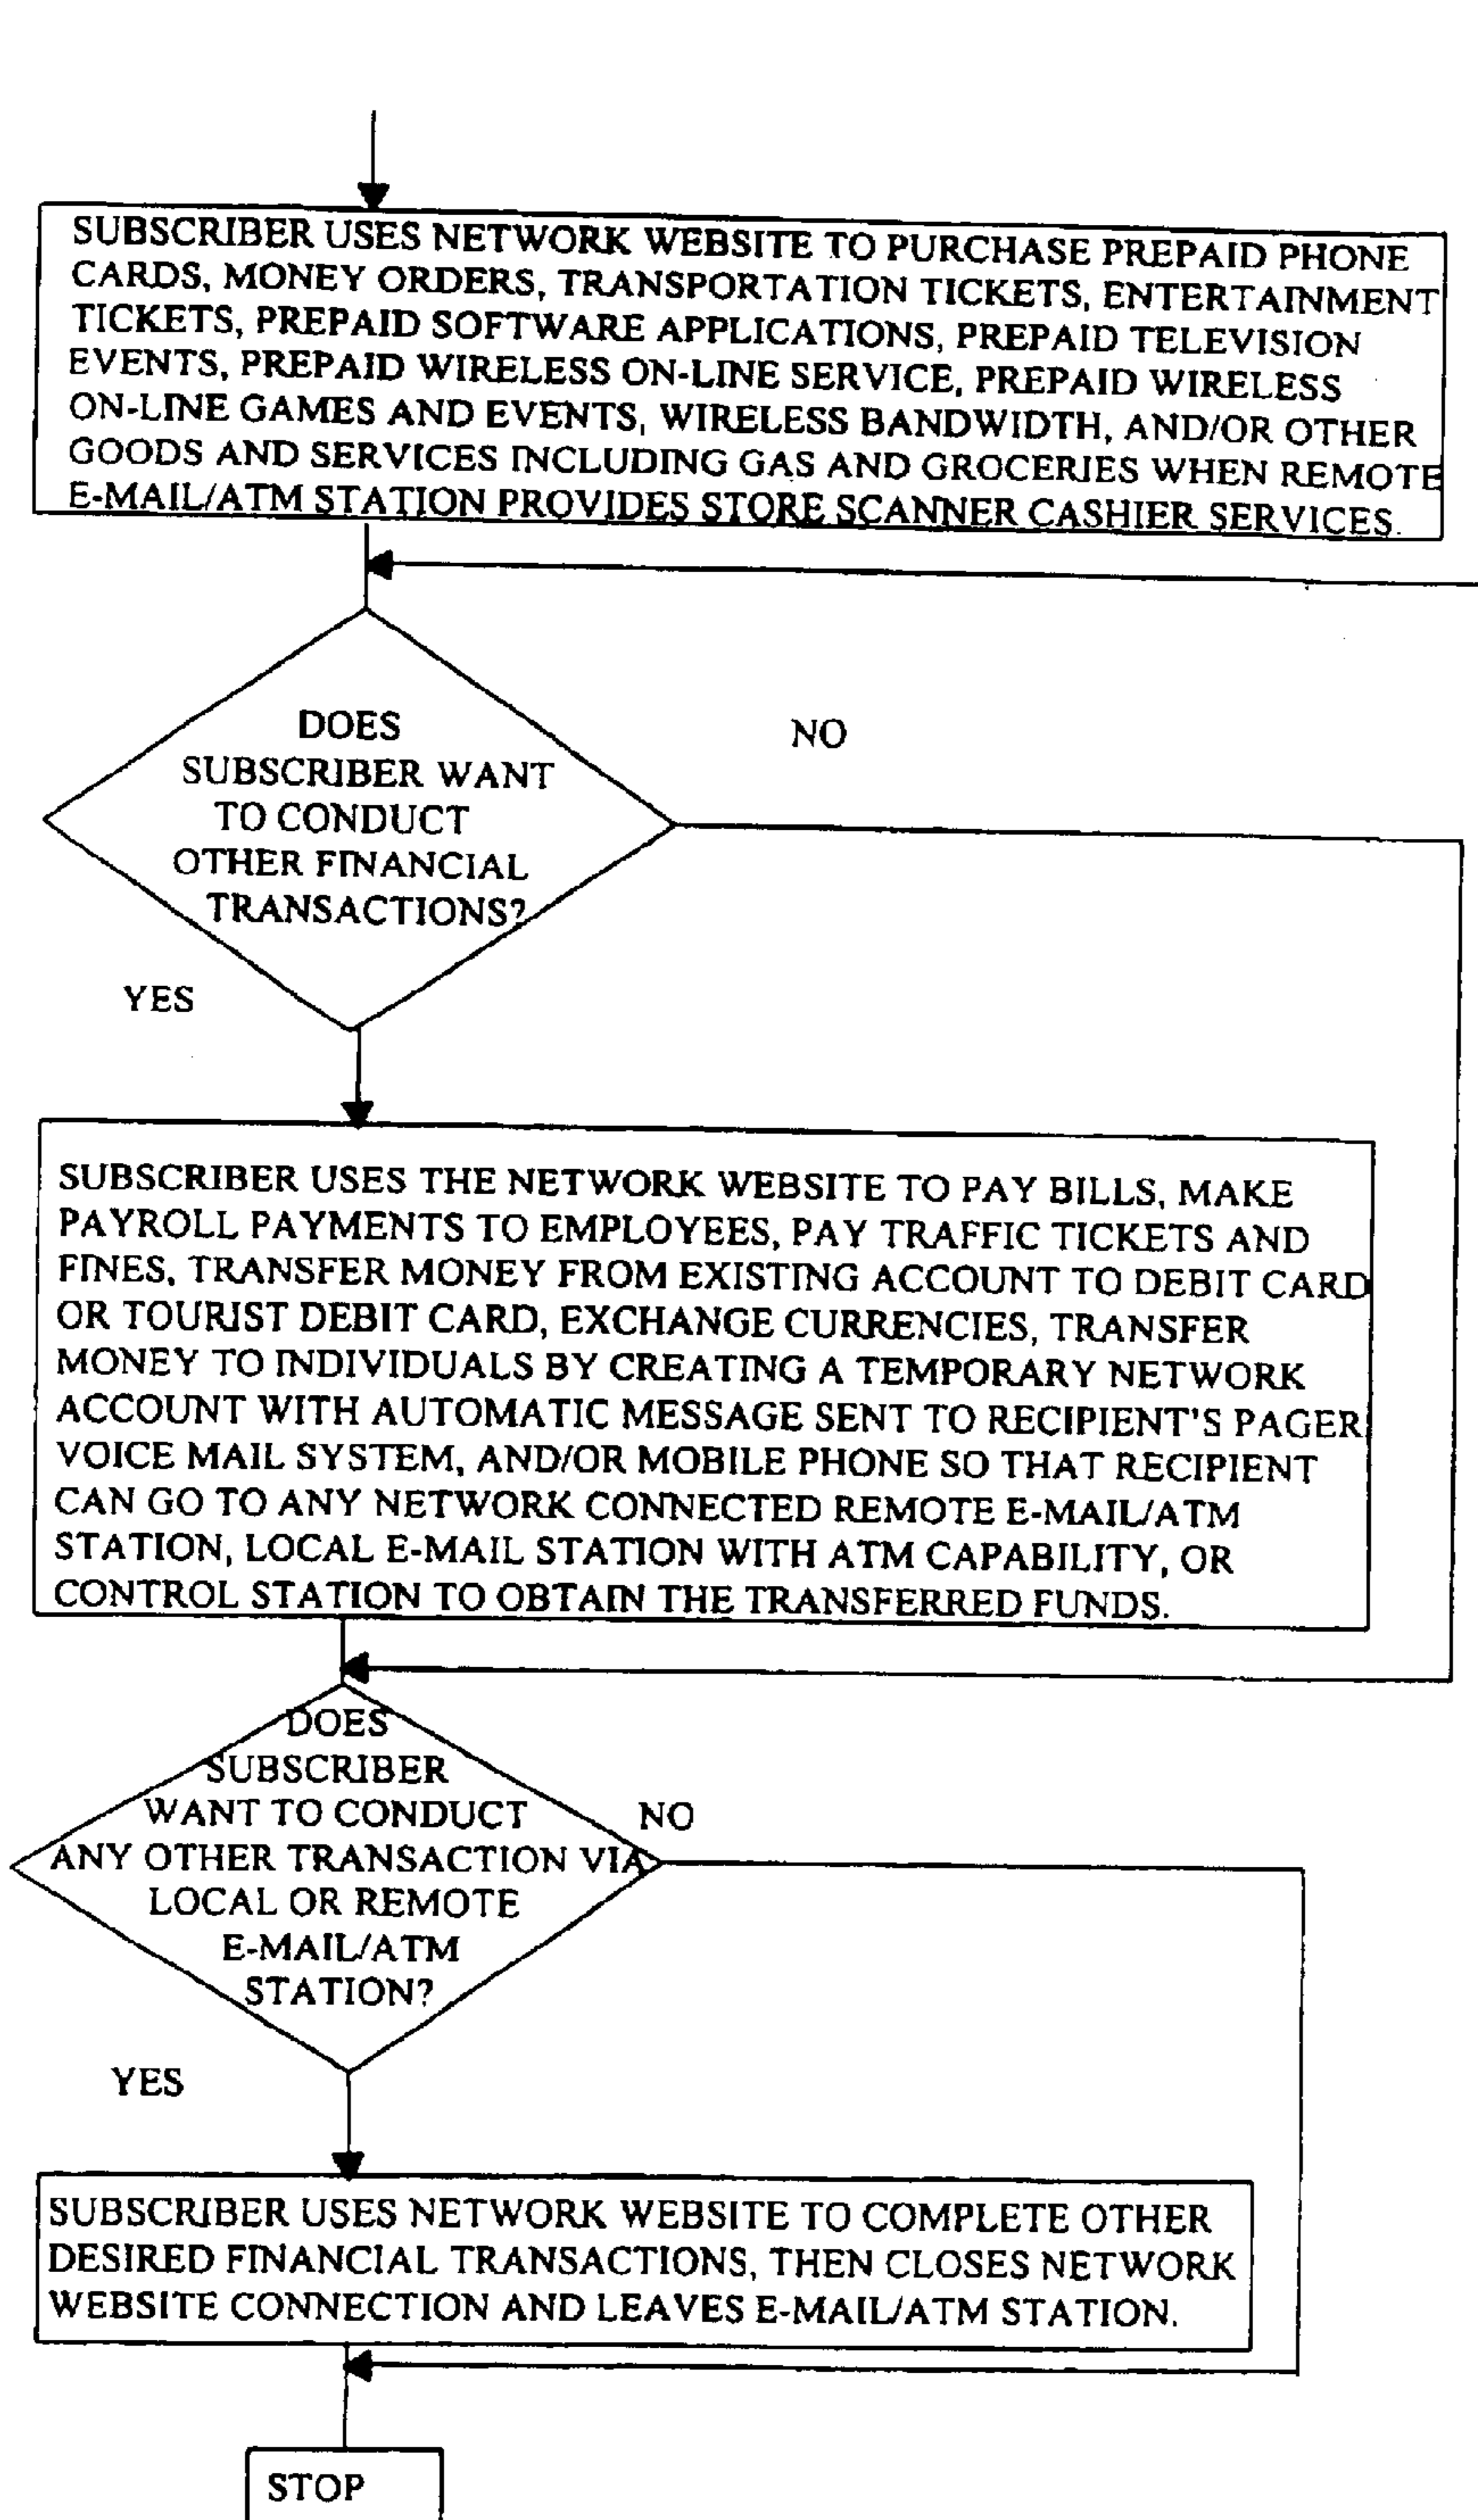 SUBSCRIBER USES NETWORK WEBSITE TO PURCHASE PREPAID PHONE
CARDS, MONEY ORDERS, TRANSPORTATION TICKETS, ENTERTAINMENT
TICKETS, PREPAID SOFTWARE APPLICATIONS, PREPAID TELEVISION
EVENTS, PREPAID WIRELESS ON-LINE SERVICE, PREPAID WIRELESS
ON-LINE GAMES AND EVENTS, WIRELESS BANDWIDTH, AND/OR OTHER
GOODS AND SERVICES INCLUDING GAS AND GROCERIES WHEN REMOTE
E-MAIL/ATM STATION PROVIDES STORE SCANNER CASHIER SERVICES.
DOES
SUBSCRIBER WANT
TO CONDUCT
OTHER FINANCIAL
TRANSACTIONS?
NO
YES
SUBSCRIBER USES THE NETWORK WEBSITE TO PAY BILLS, MAKE
PAYROLL PAYMENTS TO EMPLOYEES, PAY TRAFFIC TICKETS AND
FINES, TRANSFER MONEY FROM EXISTING ACCOUNT TO DEBIT CARD
OR TOURIST DEBIT CARD, EXCHANGE CURRENCIES, TRANSFER
MONEY TO INDIVIDUALS BY CREATING A TEMPORARY NETWORK
ACCOUNT WITH AUTOMATIC MESSAGE SENT TO RECIPIENT'S PAGER
VOICE MAIL SYSTEM, AND/OR MOBILE PHONE SO THAT RECIPIENT
CAN GO TO ANY NETWORK CONNECTED REMOTE E-MAIL/ATM
STATION, LOCAL E-MAIL STATION WITH ATM CAPABILITY, OR
CONTROL STATION TO OBTAIN THE TRANSFERRED FUNDS.
DOES
SUBSCRIBER
WANT TO CONDUCT
ANY OTHER TRANSACTION VIA
LOCAL OR REMOTE
E-MAIL/ATM
STATION?
NO
YES
SUBSCRIBER USES NETWORK WEBSITE TO COMPLETE OTHER
DESIRED FINANCIAL TRANSACTIONS, THEN CLOSES NETWORK
WEBSITE CONNECTION AND LEAVES E-MAIL/ATM STATION.
STOP